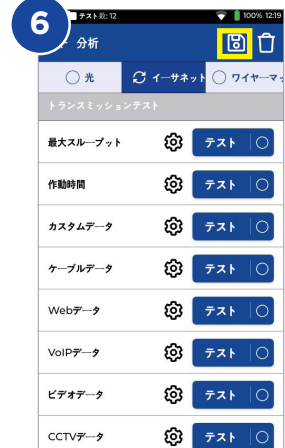 6
テスト数: 12
100% 12:19
分析
光
イーサネット
ワイヤーマッ
トランスミッションテスト
最大スループット テスト
作動時間 テスト
カスタムデータ テスト
ケーブルデータ テスト
Webデータ テスト
VoIPデータ テスト
ビデオデータ テスト
CCTVデータ テスト